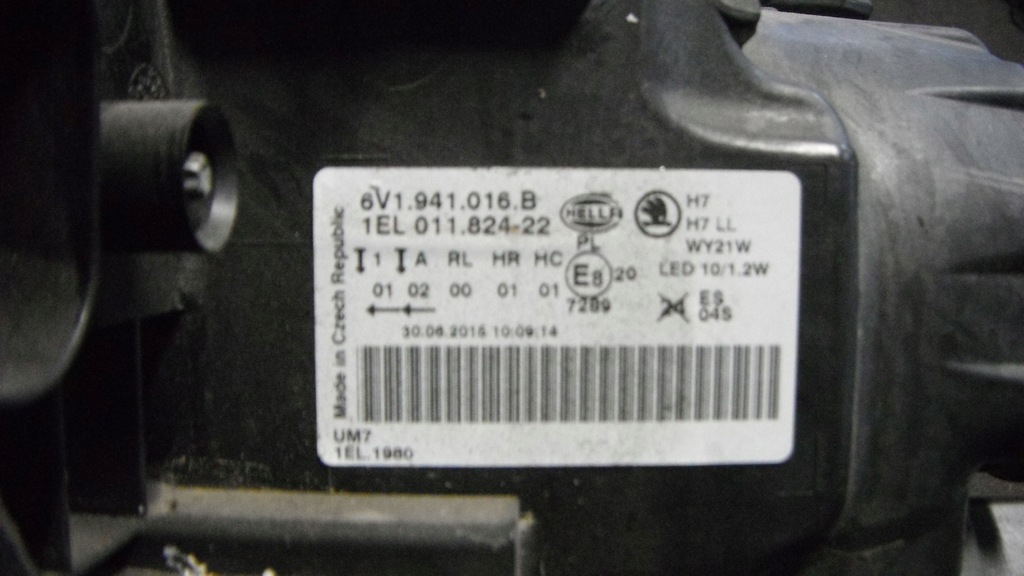 6V1.941.016.B
1EL 011.824-22
HELLA
PL
H7
H7 LL
WY21W
LED 10/1.2W
1 A RL HR HC
01 02 00 01 01
E8 20
7289
24
ES
04S
30.06.2015 10:09:14
Made in Czech Republic
UM7
1EL.1980